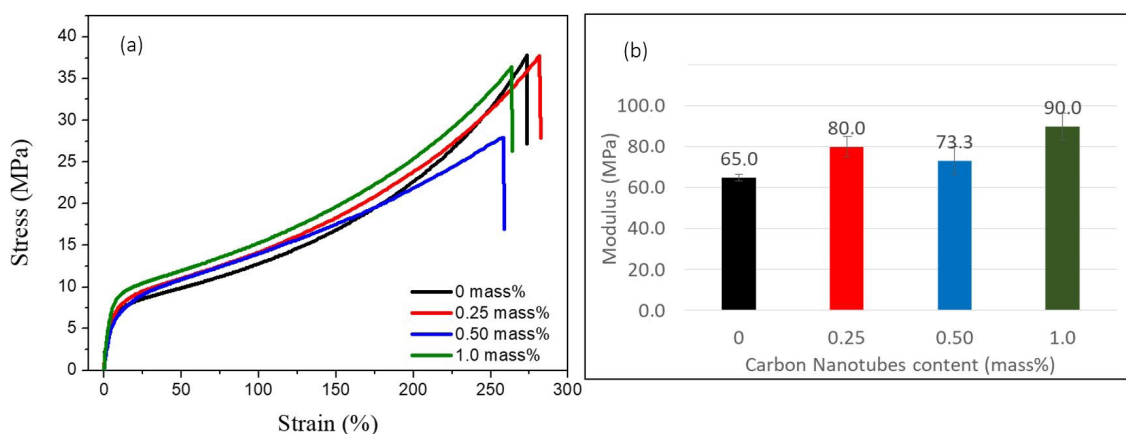 (a)
Stress (MPa)
40
35
30
25
20
15
10
5
0
0 50 100 150 200 250 300
Strain (%)
0 mass%
0.25 mass%
0.50 mass%
1.0 mass%
(b)
Modulus (MPa)
100.0
80.0
60.0
40.0
20.0
0.0
65.0
80.0
73.3
90.0
0 0.25 0.50 1.0
Carbon Nanotubes content (mass%)